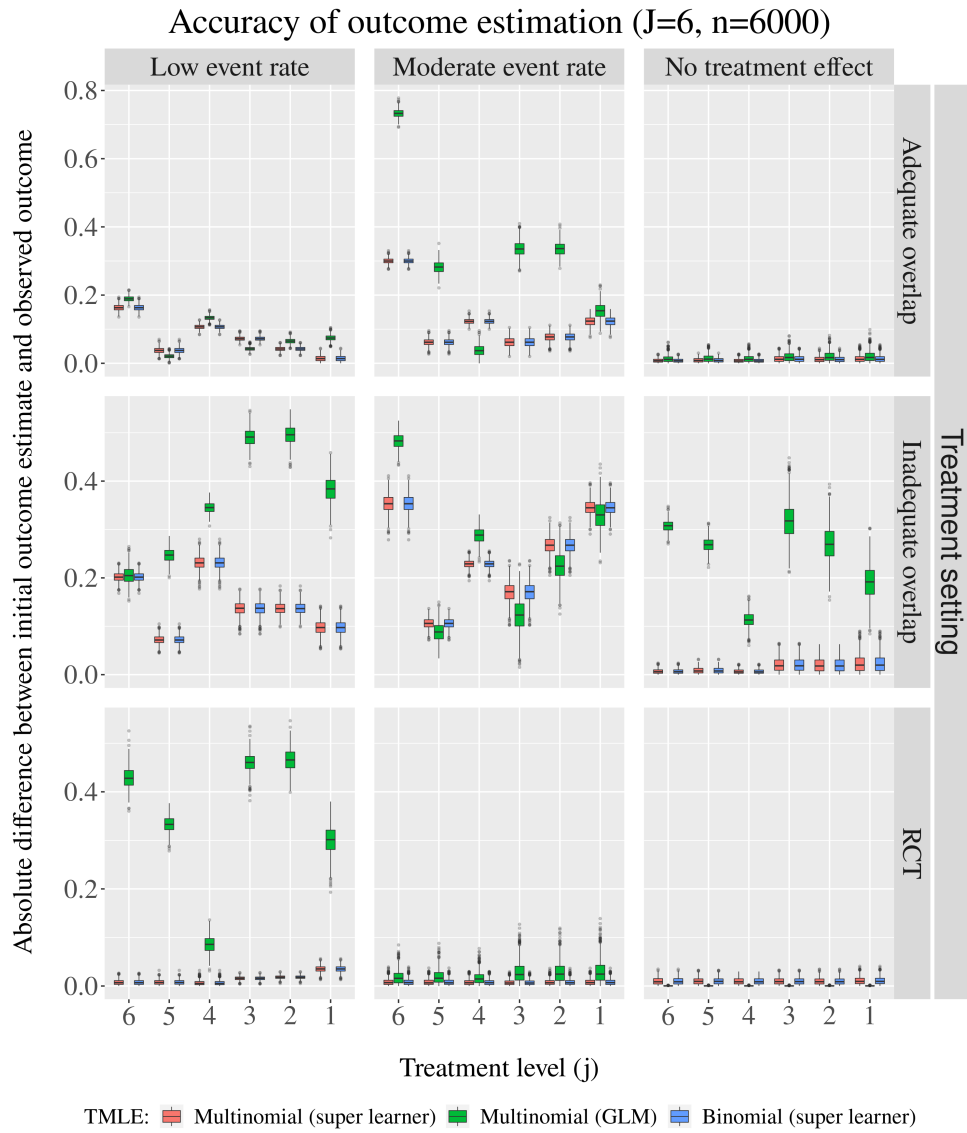 Accuracy of outcome estimation (J=6, n=6000)
Low event rate
Moderate event rate
No treatment effect
Absolute difference between initial outcome estimate and observed outcome
0.8
0.6
0.4
0.2
0.0
Adequate overlap
0.4
0.2
0.0
Inadequate overlap
0.4
0.2
0.0
RCT
Treatment setting
6 5 4 3 2 1
6 5 4 3 2 1
6 5 4 3 2 1
Treatment level (j)
TMLE: Multinomial (super learner) Multinomial (GLM) Binomial (super learner)